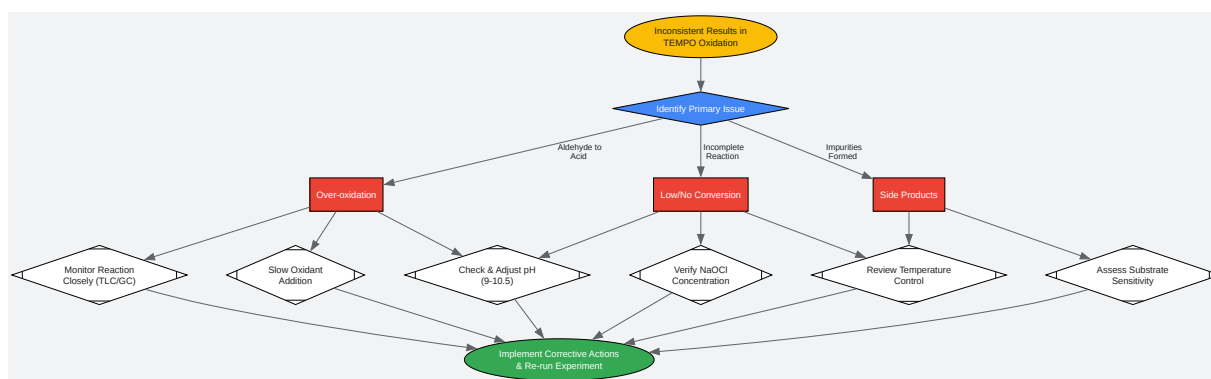 Inconsistent Results in
TEMPO Oxidation
Identify Primary Issue
Aldehyde to
Acid
Incomplete
Reaction
Impurities
Formed
Over-oxidation
Low/No Conversion
Side Products
Monitor Reaction
Closely (TLC/GC)
Slow Oxidant
Addition
Check & Adjust pH
(9-10.5)
Verify NaOCl
Concentration
Review Temperature
Control
Assess Substrate
Sensitivity
Implement Corrective Actions
& Re-run Experiment